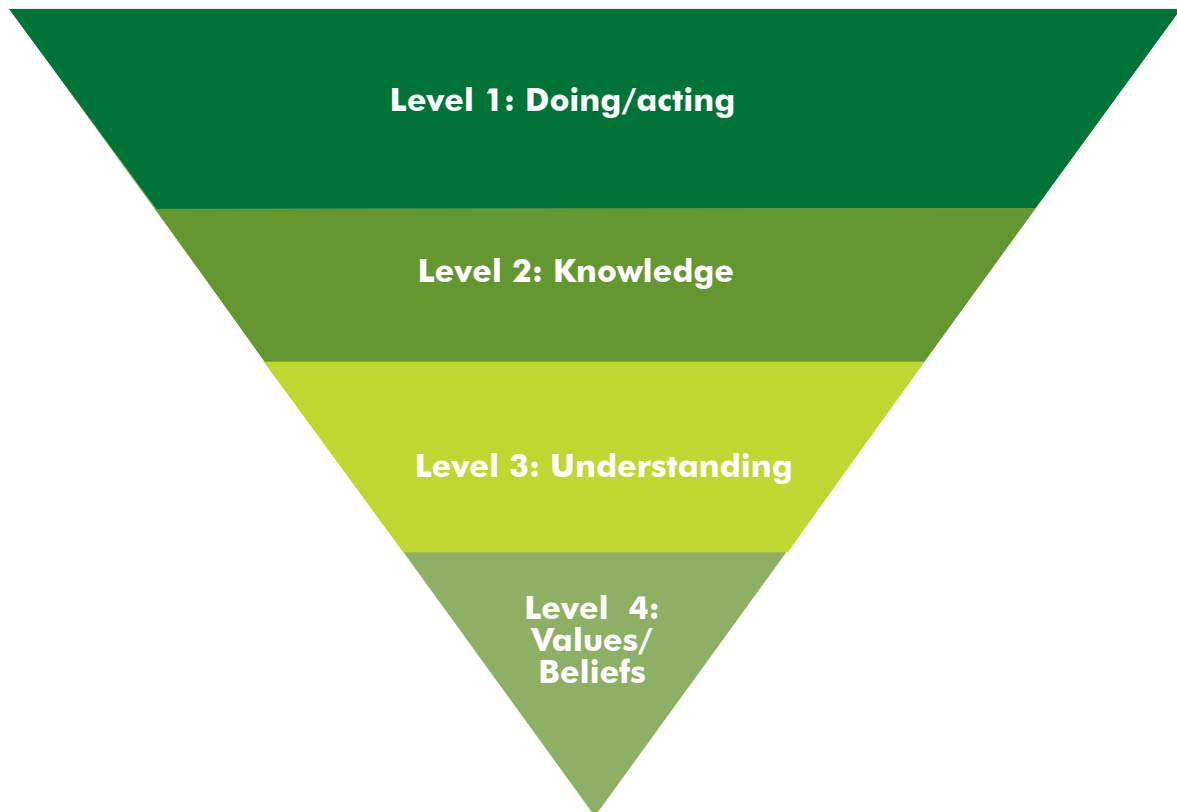 Level 1: Doing/acting
Level 2: Knowledge
Level 3: Understanding
Level  4:
Values/
Beliefs